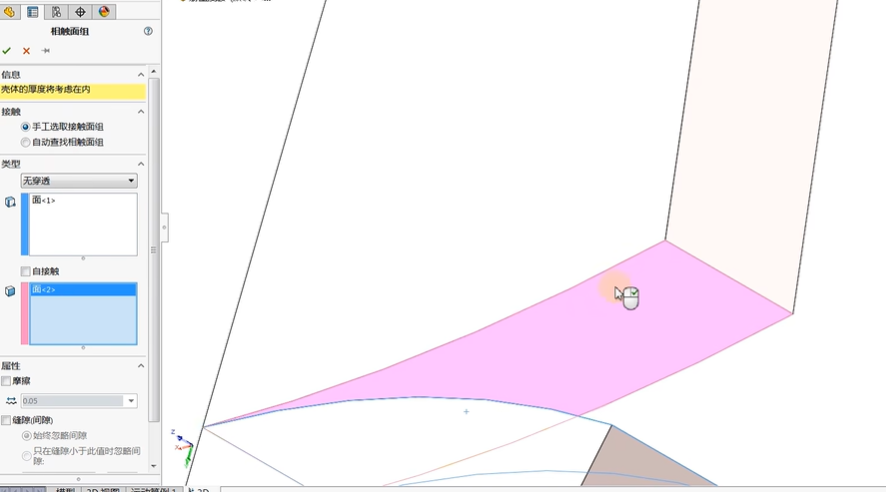 相触面组
信息
壳体的厚度将考虑在内
接触
手工选取接触面组
自动查找相触面组
类型
无穿透
面<1>
自接触
面<2>
属性
摩擦
0.05
缝隙(间隙)
始终忽略间隙
只在缝隙小于此值时忽略间
隙:
z
x
模型
3D 视图
运动算例 1